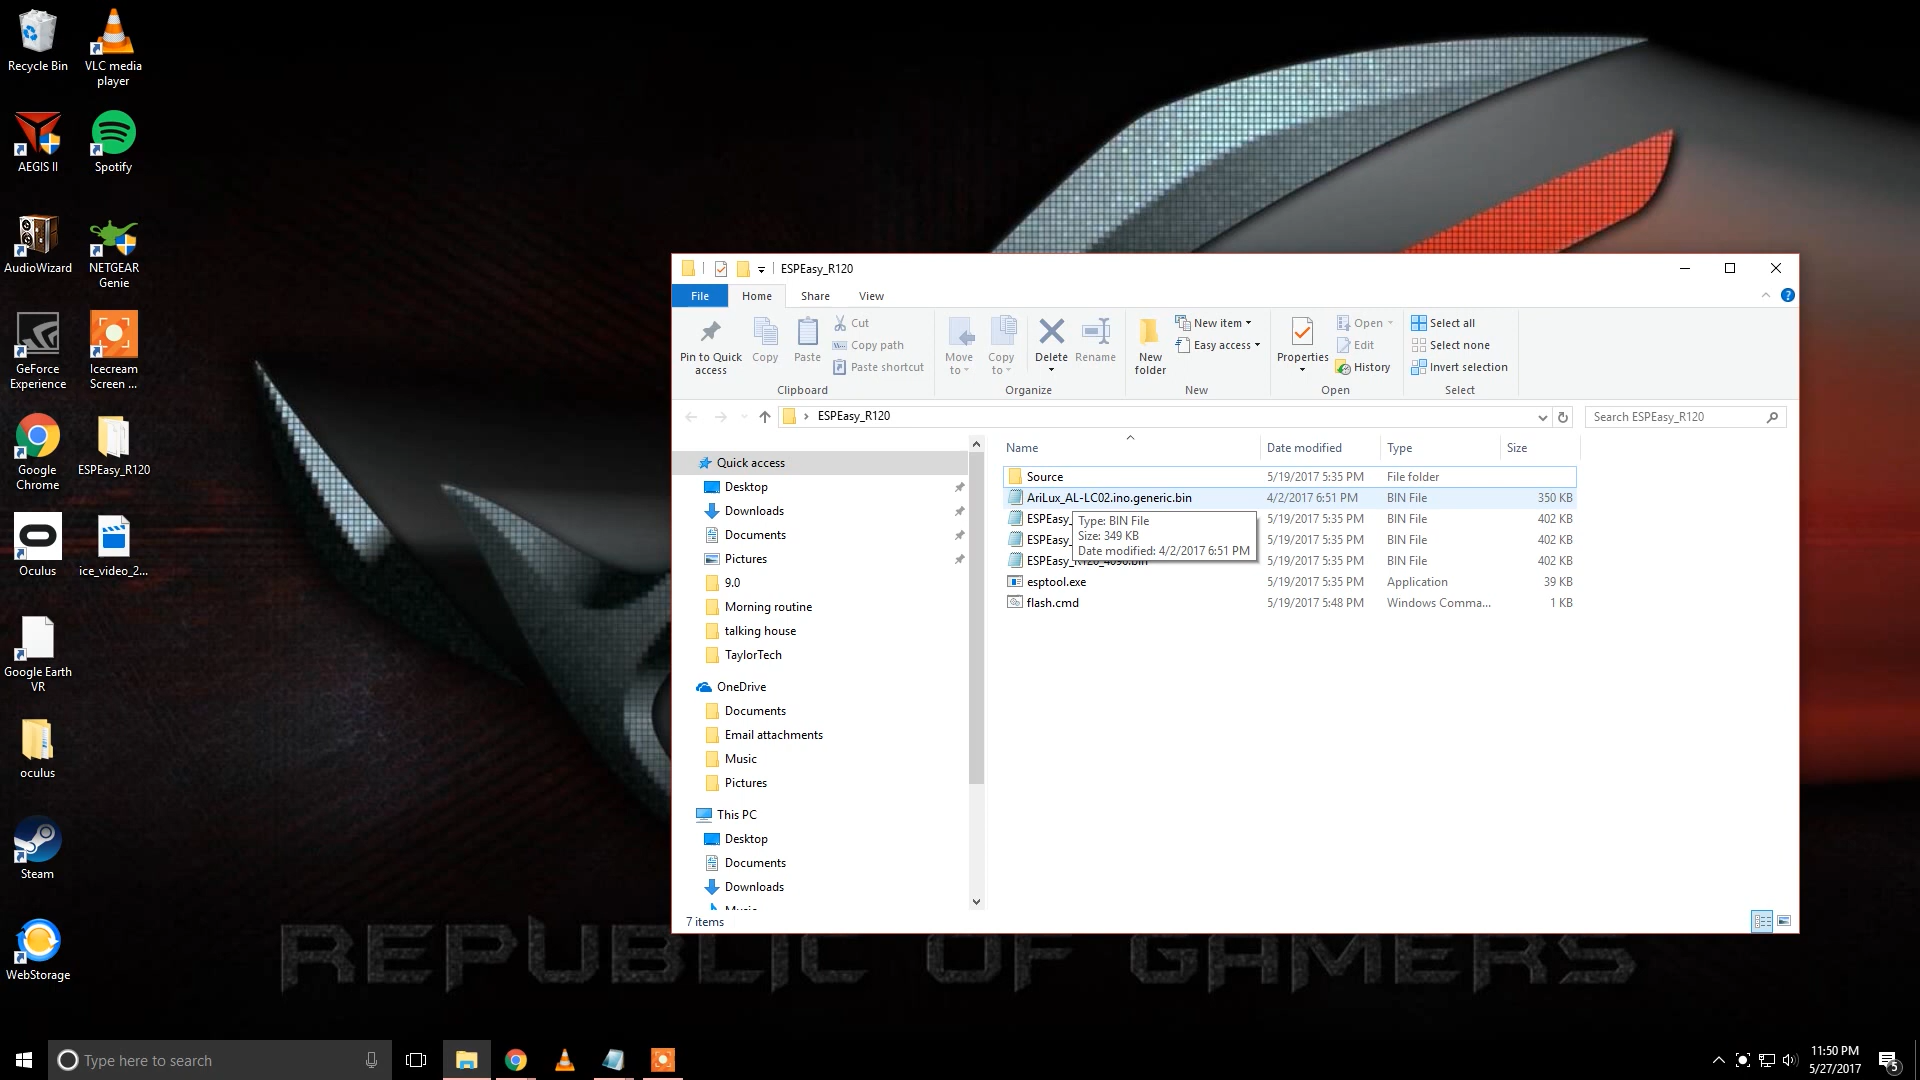 Recycle Bin
VLC media
player
AEGIS II
Spotify
AudioWizard
NETGEAR
Genie
GeForce
Experience
Icecream
Screen ...
Google
Chrome
ESPEasy_R120
Oculus
ice_video_2...
Google Earth
VR
oculus
Steam
WebStorage
ESPEasy_R120
File Home Share View
Pin to Quick
access
Copy
Paste
Cut
Copy path
Paste shortcut
Clipboard
Move
to
Copy
to
Delete
Rename
Organize
New
folder
New item
Easy access
New
Properties
Open
Edit
History
Open
Select all
Select none
Invert selection
Select
ESPEasy_R120
Search ESPEasy_R120
Quick access
Desktop
Downloads
Documents
Pictures
9.0
Morning routine
talking house
TaylorTech
OneDrive
Documents
Email attachments
Music
Pictures
This PC
Desktop
Documents
Downloads
Name Date modified Type Size
Source 5/19/2017 5:35 PM File folder
AriLux_AL-LC02.ino.generic.bin 4/2/2017 6:51 PM BIN File 350 KB
ESPEasy_ 5/19/2017 5:35 PM BIN File 402 KB
ESPEasy_ 5/19/2017 5:35 PM BIN File 402 KB
ESPEasy_R120_4096.bin 5/19/2017 5:35 PM BIN File 402 KB
esptool.exe 5/19/2017 5:35 PM Application 39 KB
flash.cmd 5/19/2017 5:48 PM Windows Comma... 1 KB
Type: BIN File
Size: 349 KB
Date modified: 4/2/2017 6:51 PM
7 items
REPUBLIC OF GAMERS
Type here to search
11:50 PM
5/27/2017
5